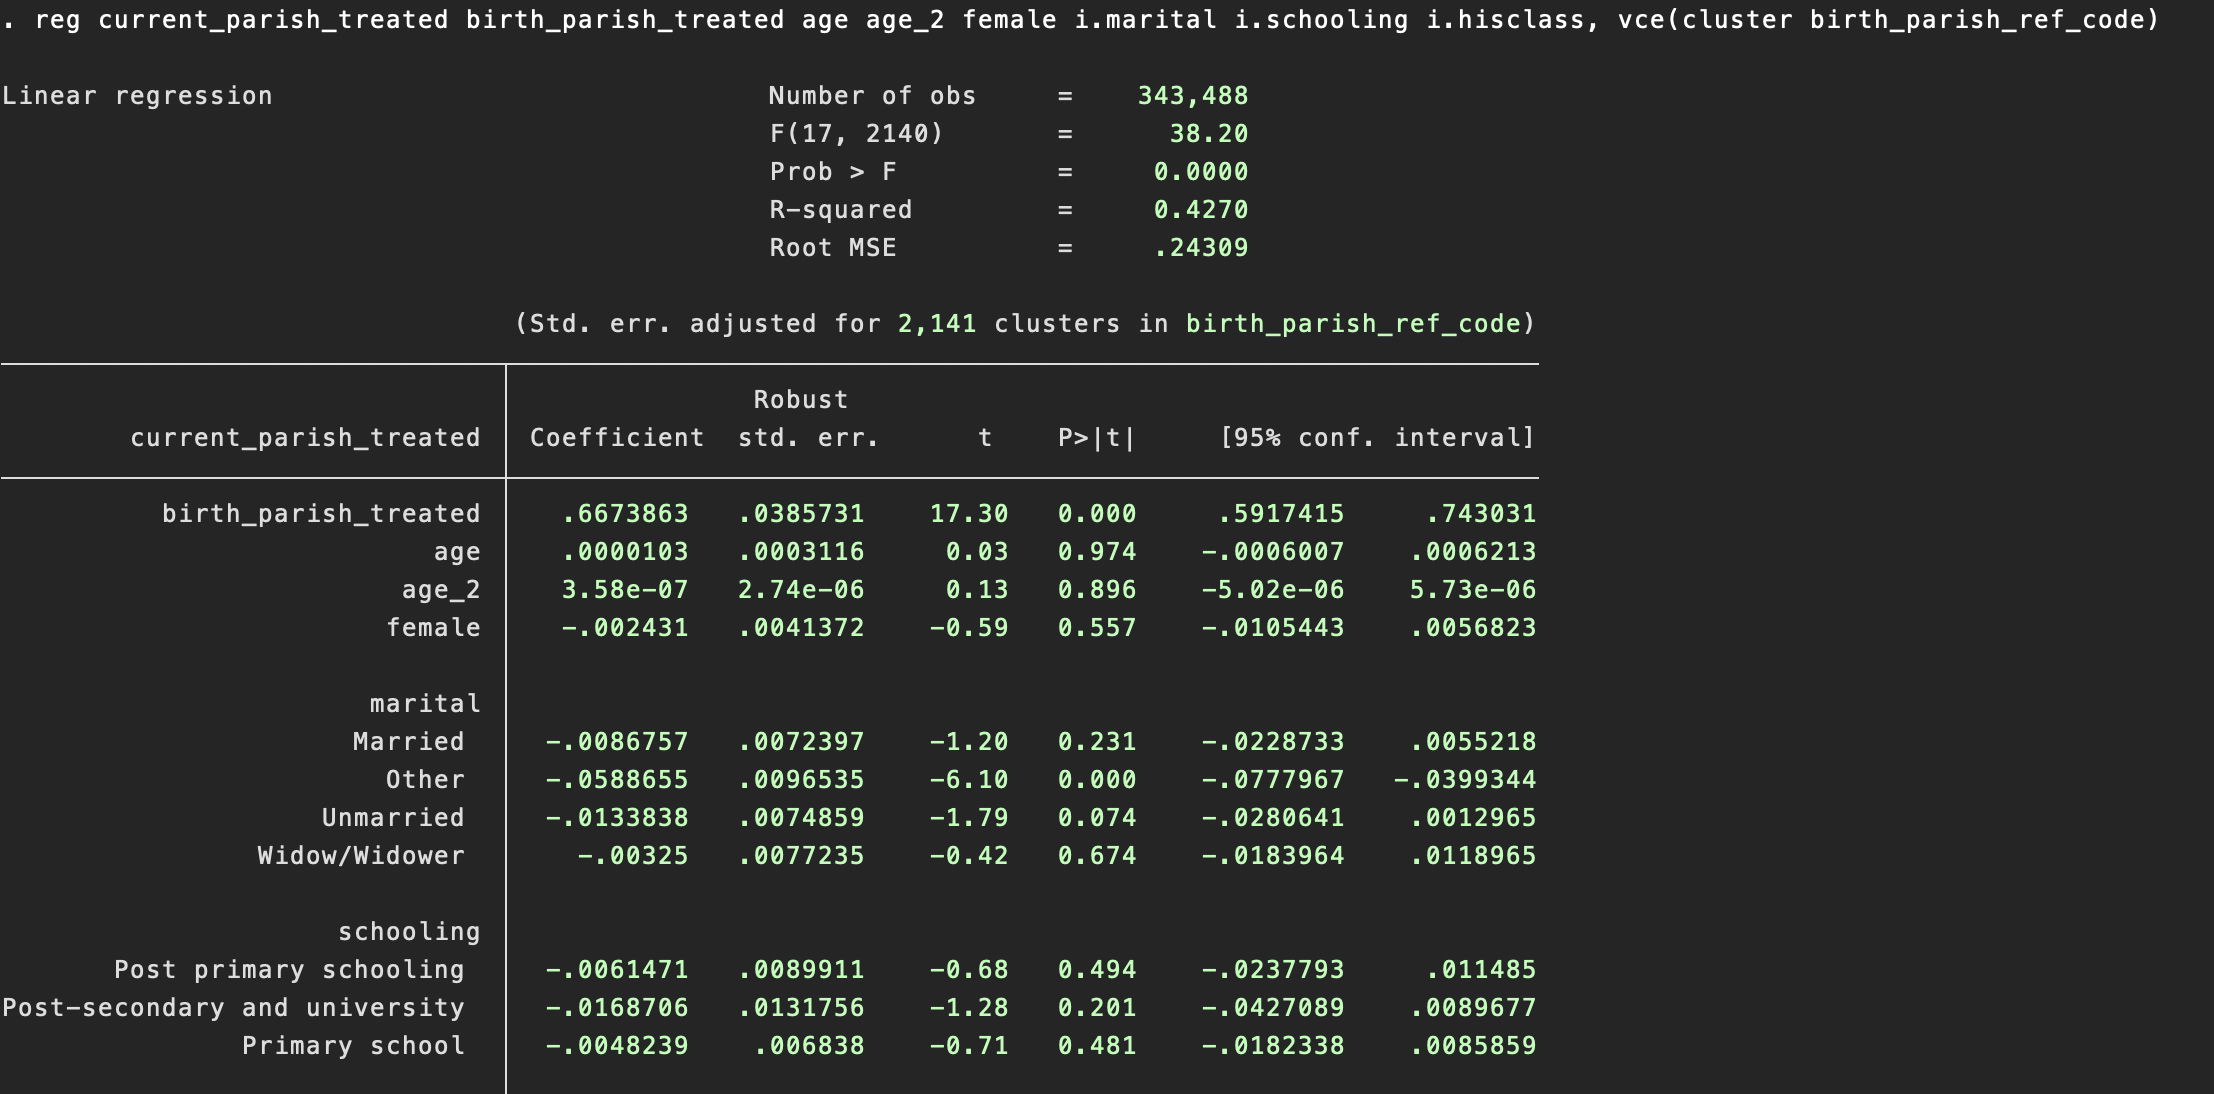 . reg current_parish_treated birth_parish_treated age age_2 female i.marital i.schooling i.hisclass, vce(cluster birth_parish_ref_code)
Linear regression Number of obs = 343,488
F(17, 2140) = 38.20
Prob > F = 0.0000
R-squared = 0.4270
Root MSE = .24309
(Std. err. adjusted for 2,141 clusters in birth_parish_ref_code)
Robust
current_parish_treated Coefficient std. err. t P>|t| [95% conf. interval]
birth_parish_treated .6673863 .0385731 17.30 0.000 .5917415 .743031
age .0000103 .0003116 0.03 0.974 -.0006007 .0006213
age_2 3.58e-07 2.74e-06 0.13 0.896 -5.02e-06 5.73e-06
female -.002431 .0041372 -0.59 0.557 -.0105443 .0056823
marital
Married -.0086757 .0072397 -1.20 0.231 -.0228733 .0055218
Other -.0588655 .0096535 -6.10 0.000 -.0777967 -.0399344
Unmarried -.0133838 .0074859 -1.79 0.074 -.0280641 .0012965
Widow/Widower -.00325 .0077235 -0.42 0.674 -.0183964 .0118965
schooling
Post primary schooling -.0061471 .0089911 -0.68 0.494 -.0237793 .011485
Post-secondary and university -.0168706 .0131756 -1.28 0.201 -.0427089 .0089677
Primary school -.0048239 .006838 -0.71 0.481 -.0182338 .0085859